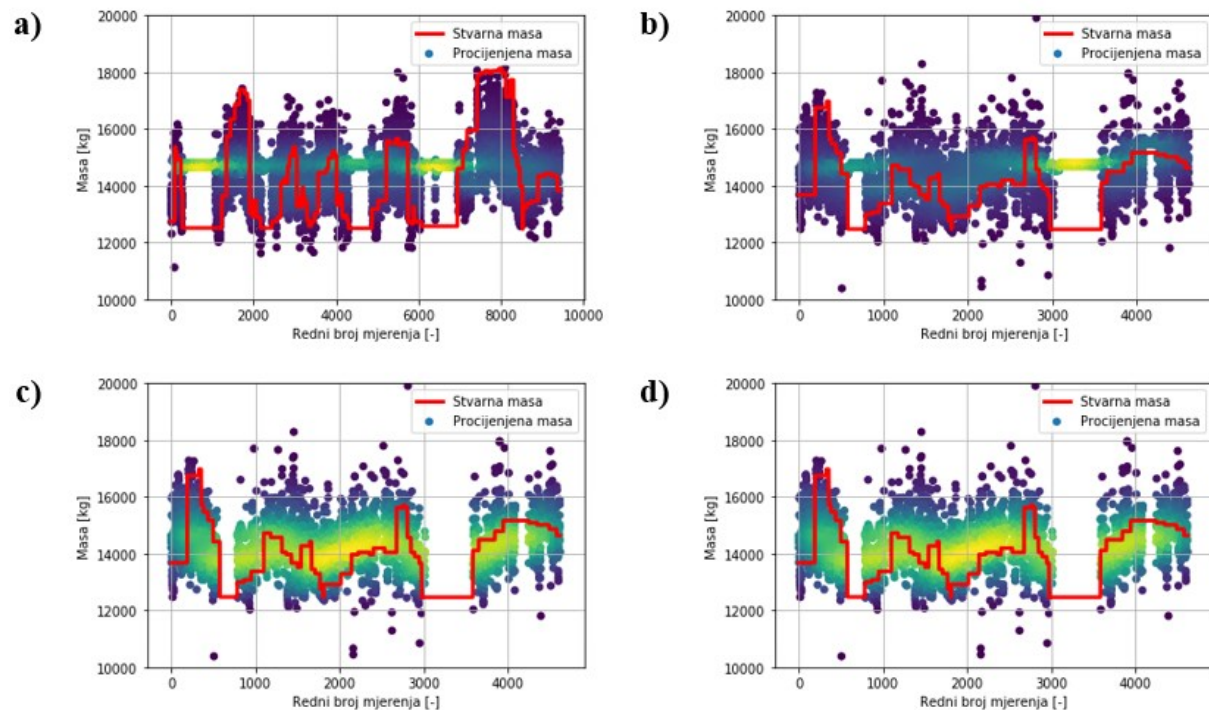 a)
20000
18000
16000
14000
12000
10000
Masa [kg]
Stvarna masa
Procijenjena masa
0
2000
4000
6000
8000
10000
Redni broj mjerenja [-]
b)
20000
18000
16000
14000
12000
10000
Masa [kg]
Stvarna masa
Procijenjena masa
0
1000
2000
3000
4000
Redni broj mjerenja [-]
c)
20000
18000
16000
14000
12000
10000
Masa [kg]
Stvarna masa
Procijenjena masa
0
1000
2000
3000
4000
Redni broj mjerenja [-]
d)
20000
18000
16000
14000
12000
10000
Masa [kg]
Stvarna masa
Procijenjena masa
0
1000
2000
3000
4000
Redni broj mjerenja [-]